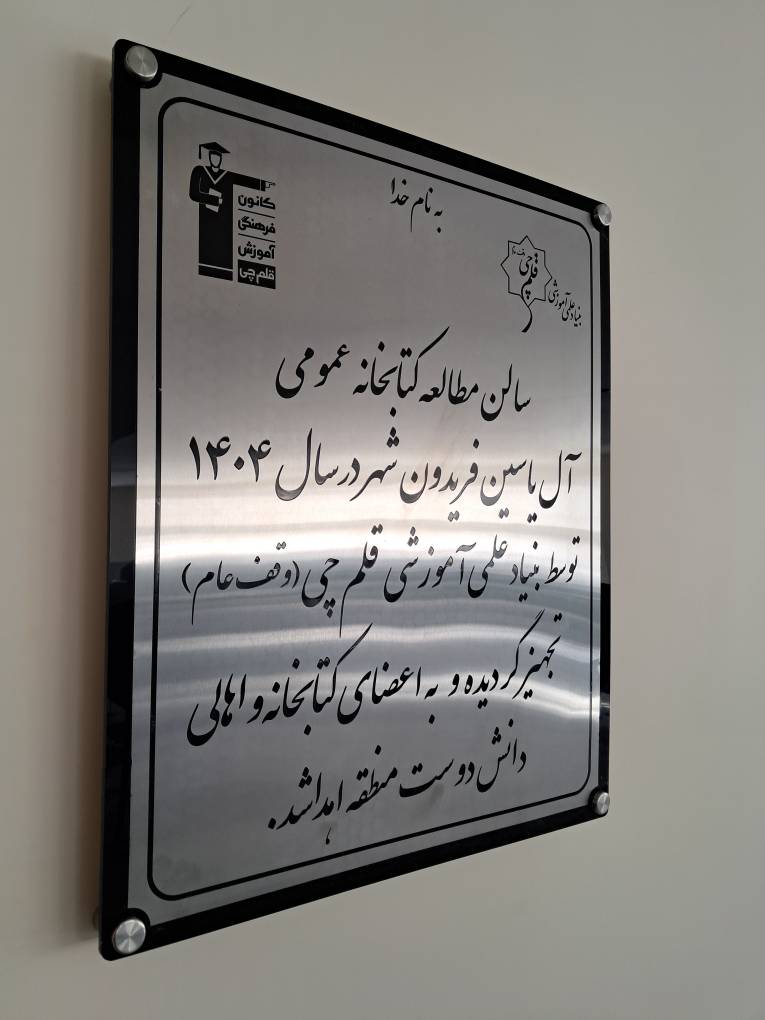 به نام خدا
کانون
فرهنگی
آموزش
قلم‌چی
قلم چی
بنیاد علمی آموزشی
سالن مطالعه کتابخانه عمومی
آل یاسین فریدون شهر در سال ۱۴۰۴
توسط بنیاد علمی آموزشی قلم چی (وقف عام)
تجهیز گردیده و به اعضای کتابخانه و اهالی
دانش دوست منطقه اهدا شد.